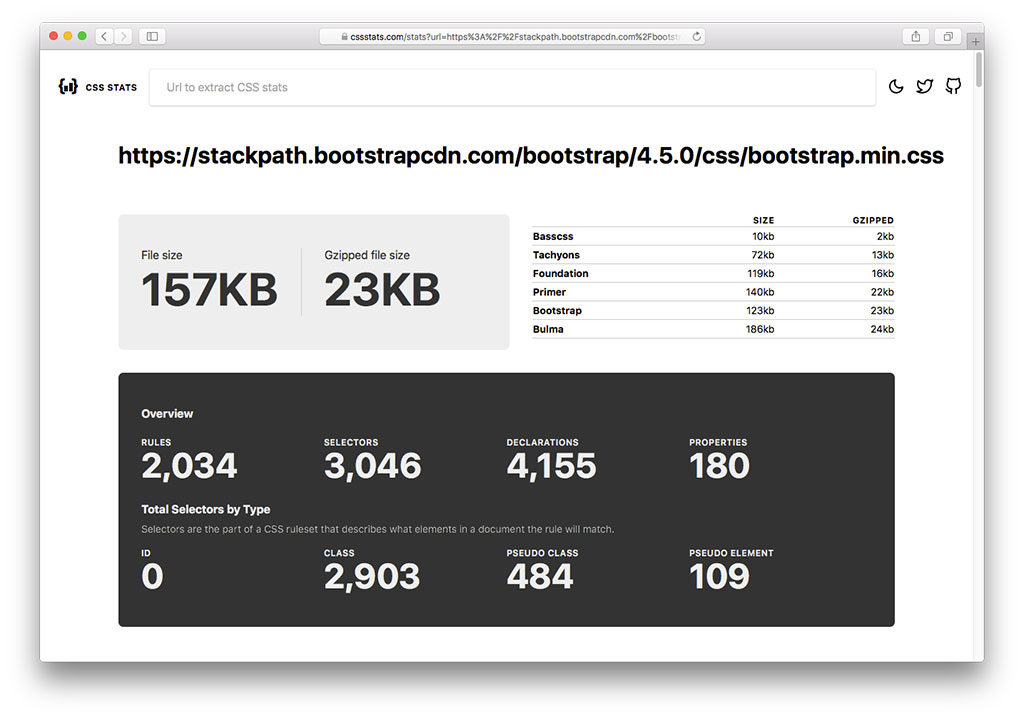 cssstats.com/stats?url=https%3A%2F%2Fstackpath.bootstrapcdn.com%2Fbootstr
CSS STATS
Url to extract CSS stats
https://stackpath.bootstrapcdn.com/bootstrap/4.5.0/css/bootstrap.min.css
File size
157KB
Gzipped file size
23KB
SIZE GZIPPED
Basscss 10kb 2kb
Tachyons 72kb 13kb
Foundation 119kb 16kb
Primer 140kb 22kb
Bootstrap 123kb 23kb
Bulma 186kb 24kb
Overview
RULES SELECTORS DECLARATIONS PROPERTIES
2,034 3,046 4,155 180
Total Selectors by Type
Selectors are the part of a CSS ruleset that describes what elements in a document the rule will match.
ID CLASS PSEUDO CLASS PSEUDO ELEMENT
0 2,903 484 109